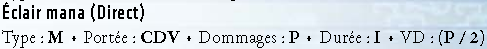 Éclair mana (Direct)
Type : M • Portée : CDV • Dommages : P • Durée : I • VD : (P / 2)